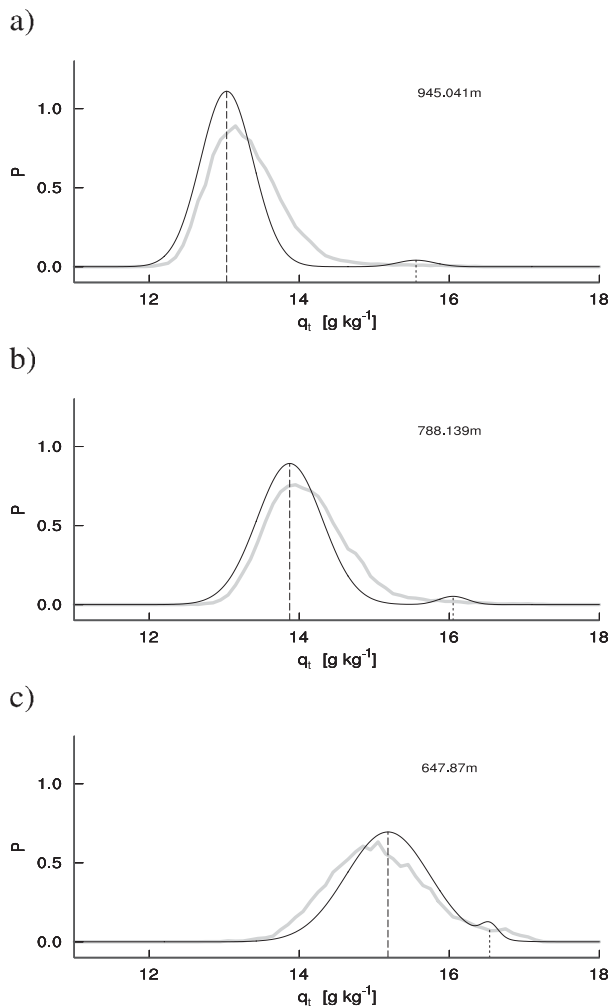 a)
945.041m
1.0
0.5
0.0
P
12 14 16 18
qt [g kg-1]
b)
788.139m
1.0
0.5
0.0
P
12 14 16 18
qt [g kg-1]
c)
647.87m
1.0
0.5
0.0
P
12 14 16 18
qt [g kg-1]